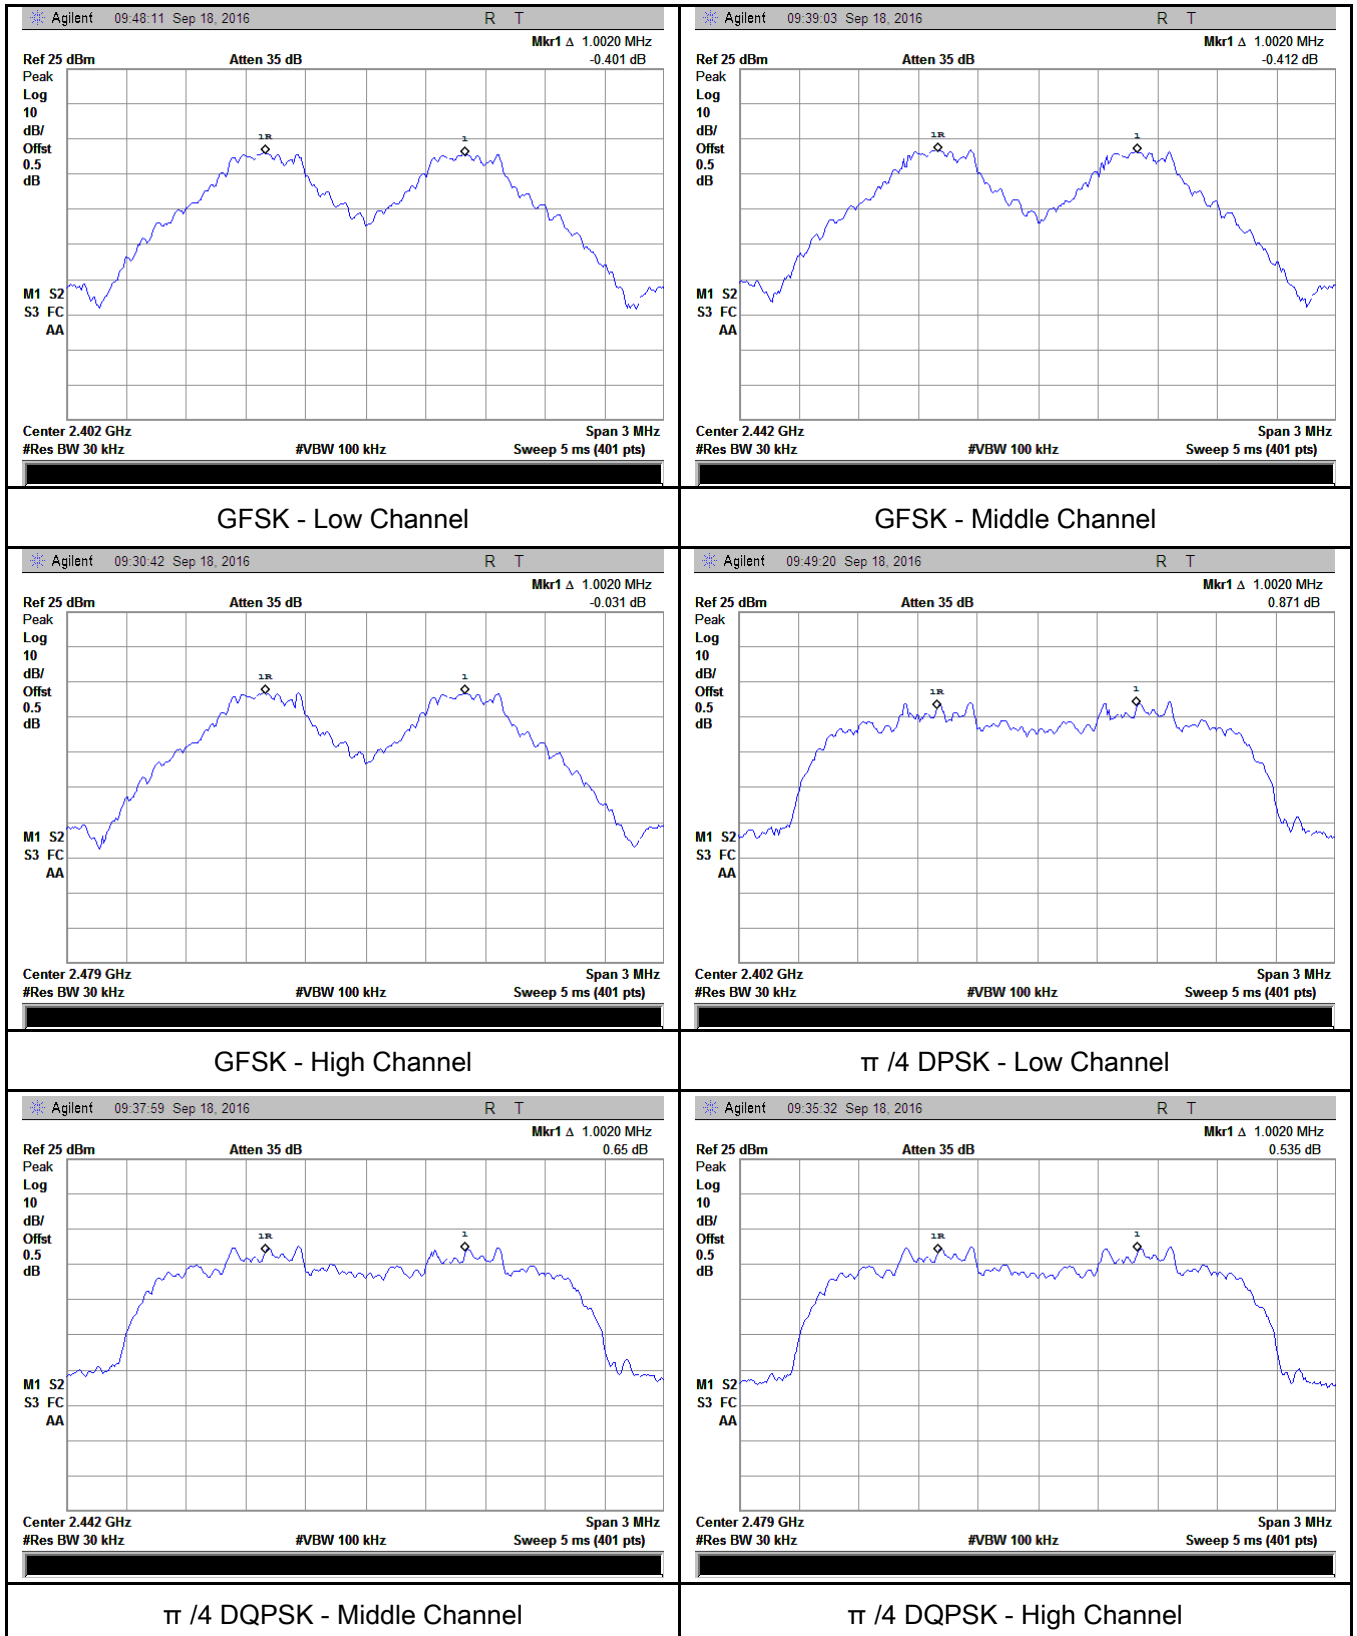 Agilent 09:48:11 Sep 18, 2016 R T
Mkr1 Δ 1.0020 MHz
Ref 25 dBm Atten 35 dB -0.401 dB
Peak
Log
10
dB/
Offst
0.5
dB
1R 1
M1 S2
S3 FC
AA
Center 2.402 GHz Span 3 MHz
#Res BW 30 kHz #VBW 100 kHz Sweep 5 ms (401 pts)
GFSK - Low Channel
Agilent 09:39:03 Sep 18, 2016 R T
Mkr1 Δ 1.0020 MHz
Ref 25 dBm Atten 35 dB -0.412 dB
Peak
Log
10
dB/
Offst
0.5
dB
1R 1
M1 S2
S3 FC
AA
Center 2.442 GHz Span 3 MHz
#Res BW 30 kHz #VBW 100 kHz Sweep 5 ms (401 pts)
GFSK - Middle Channel
Agilent 09:30:42 Sep 18, 2016 R T
Mkr1 Δ 1.0020 MHz
Ref 25 dBm Atten 35 dB -0.031 dB
Peak
Log
10
dB/
Offst
0.5
dB
1R 1
M1 S2
S3 FC
AA
Center 2.479 GHz Span 3 MHz
#Res BW 30 kHz #VBW 100 kHz Sweep 5 ms (401 pts)
GFSK - High Channel
Agilent 09:49:20 Sep 18, 2016 R T
Mkr1 Δ 1.0020 MHz
Ref 25 dBm Atten 35 dB 0.871 dB
Peak
Log
10
dB/
Offst
0.5
dB
1R 1
M1 S2
S3 FC
AA
Center 2.402 GHz Span 3 MHz
#Res BW 30 kHz #VBW 100 kHz Sweep 5 ms (401 pts)
π /4 DPSK - Low Channel
Agilent 09:37:59 Sep 18, 2016 R T
Mkr1 Δ 1.0020 MHz
Ref 25 dBm Atten 35 dB 0.65 dB
Peak
Log
10
dB/
Offst
0.5
dB
1R 1
M1 S2
S3 FC
AA
Center 2.442 GHz Span 3 MHz
#Res BW 30 kHz #VBW 100 kHz Sweep 5 ms (401 pts)
π /4 DQPSK - Middle Channel
Agilent 09:35:32 Sep 18, 2016 R T
Mkr1 Δ 1.0020 MHz
Ref 25 dBm Atten 35 dB 0.535 dB
Peak
Log
10
dB/
Offst
0.5
dB
1R 1
M1 S2
S3 FC
AA
Center 2.479 GHz Span 3 MHz
#Res BW 30 kHz #VBW 100 kHz Sweep 5 ms (401 pts)
π /4 DQPSK - High Channel